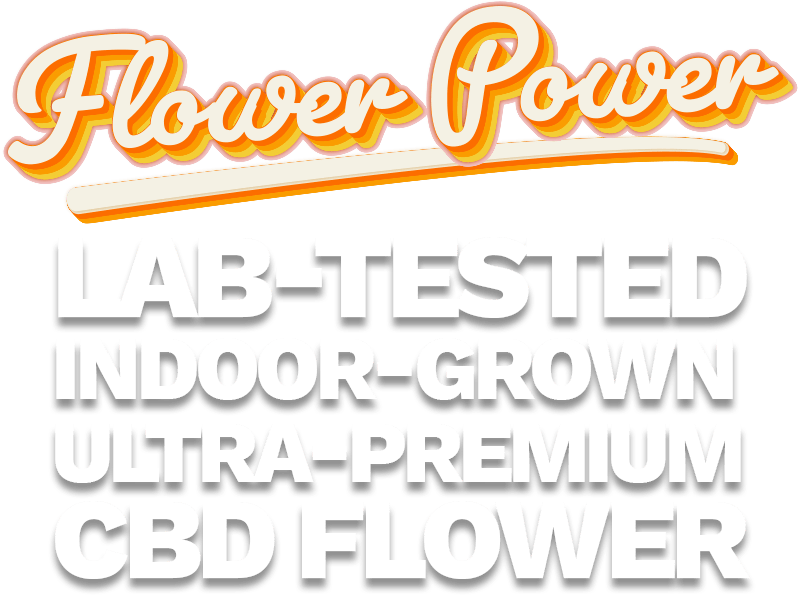 Flower Power
LAB-TESTED
INDOOR-GROWN
ULTRA-PREMIUM
CBD FLOWER